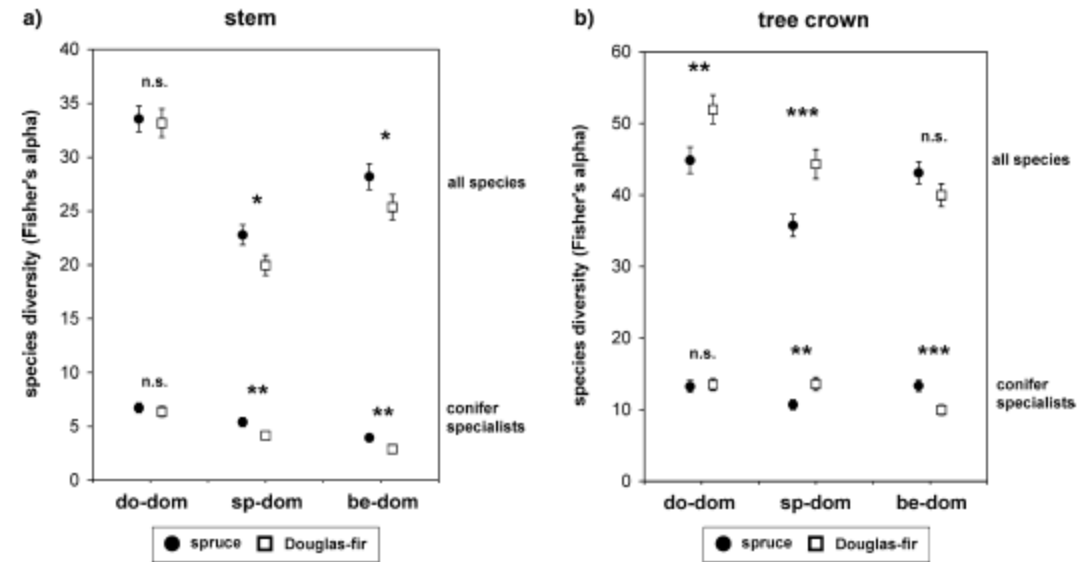 a)
stem
species diversity (Fisher's alpha)
40
35
30
25
20
15
10
5
0
n.s.
*
*
all species
n.s.
**
**
conifer
specialists
do-dom sp-dom be-dom
spruce Douglas-fir
b)
tree crown
species diversity (Fisher's alpha)
60
50
40
30
20
10
0
**
***
n.s.
all species
n.s.
**
***
conifer
specialists
do-dom sp-dom be-dom
spruce Douglas-fir